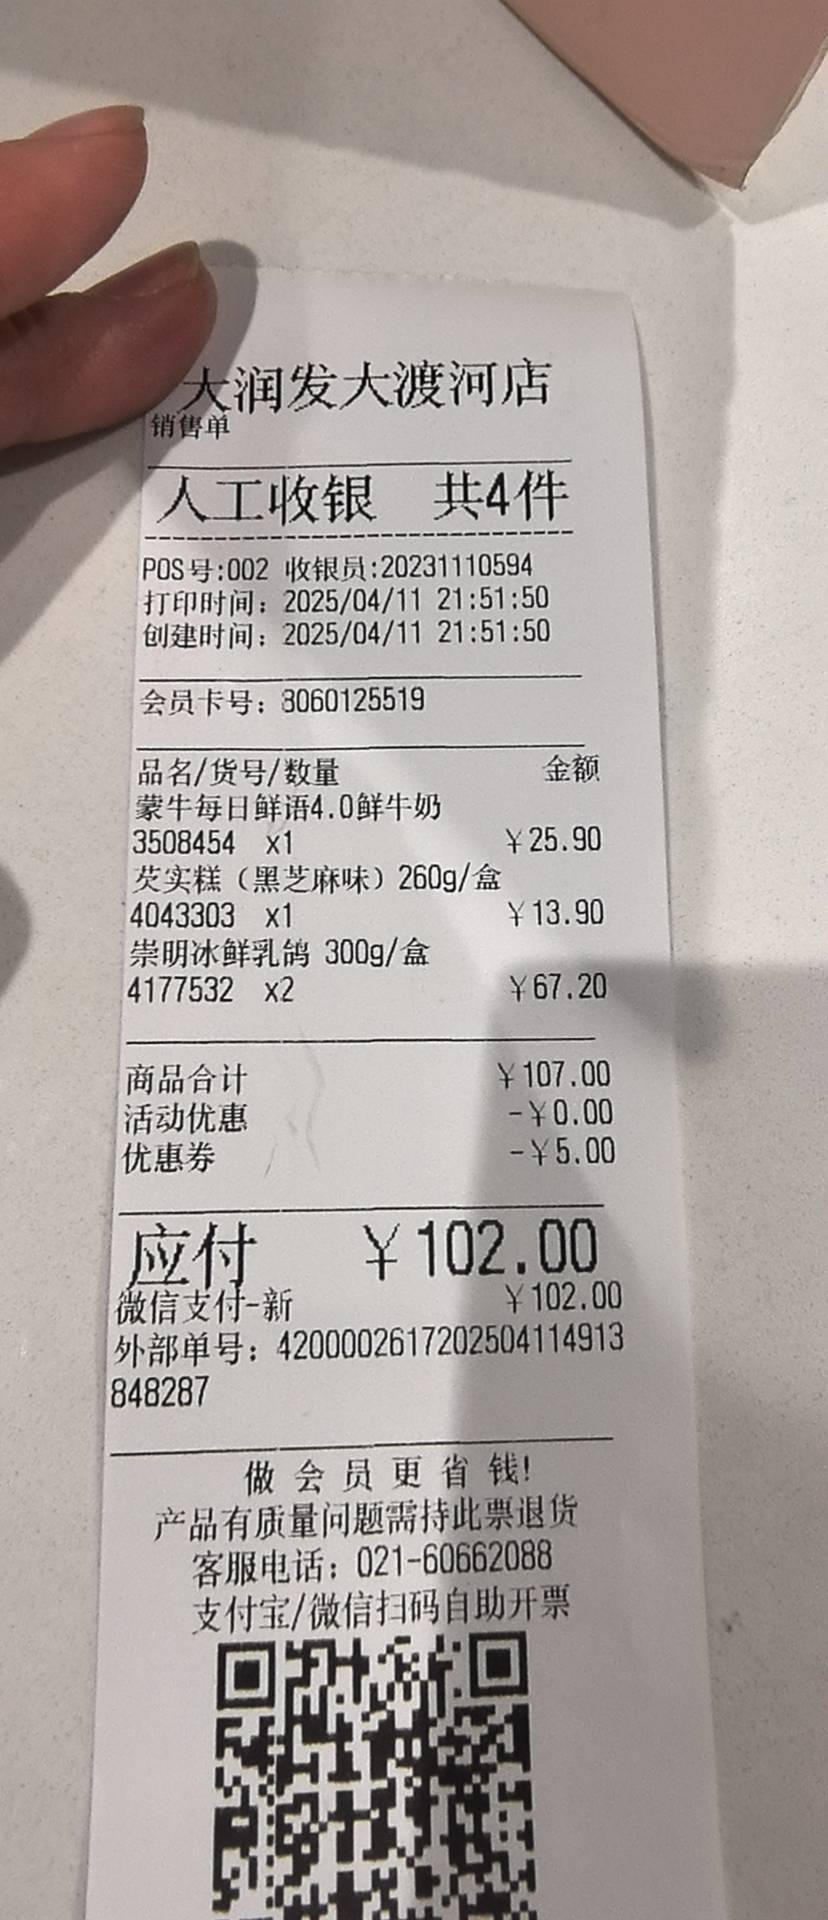 大润发大渡河店
销售单
人工收银 共4件
POS号:002 收银员:20231110594
打印时间：2025/04/11 21:51:50
创建时间：2025/04/11 21:51:50
会员卡号：8060125519
品名/货号/数量 金额
蒙牛每日鲜语4.0鲜牛奶
3508454 x1 ￥25.90
芡实糕（黑芝麻味）260g/盒
4043303 x1 ￥13.90
崇明冰鲜乳鸽 300g/盒
4177532 x2 ￥67.20
商品合计 ￥107.00
活动优惠 -￥0.00
优惠券 -￥5.00
应付 ￥102.00
微信支付-新 ￥102.00
外部单号：4200002617202504114913
848287
做会员更省钱!
产品有质量问题需持此票退货
客服电话：021-60662088
支付宝/微信扫码自助开票